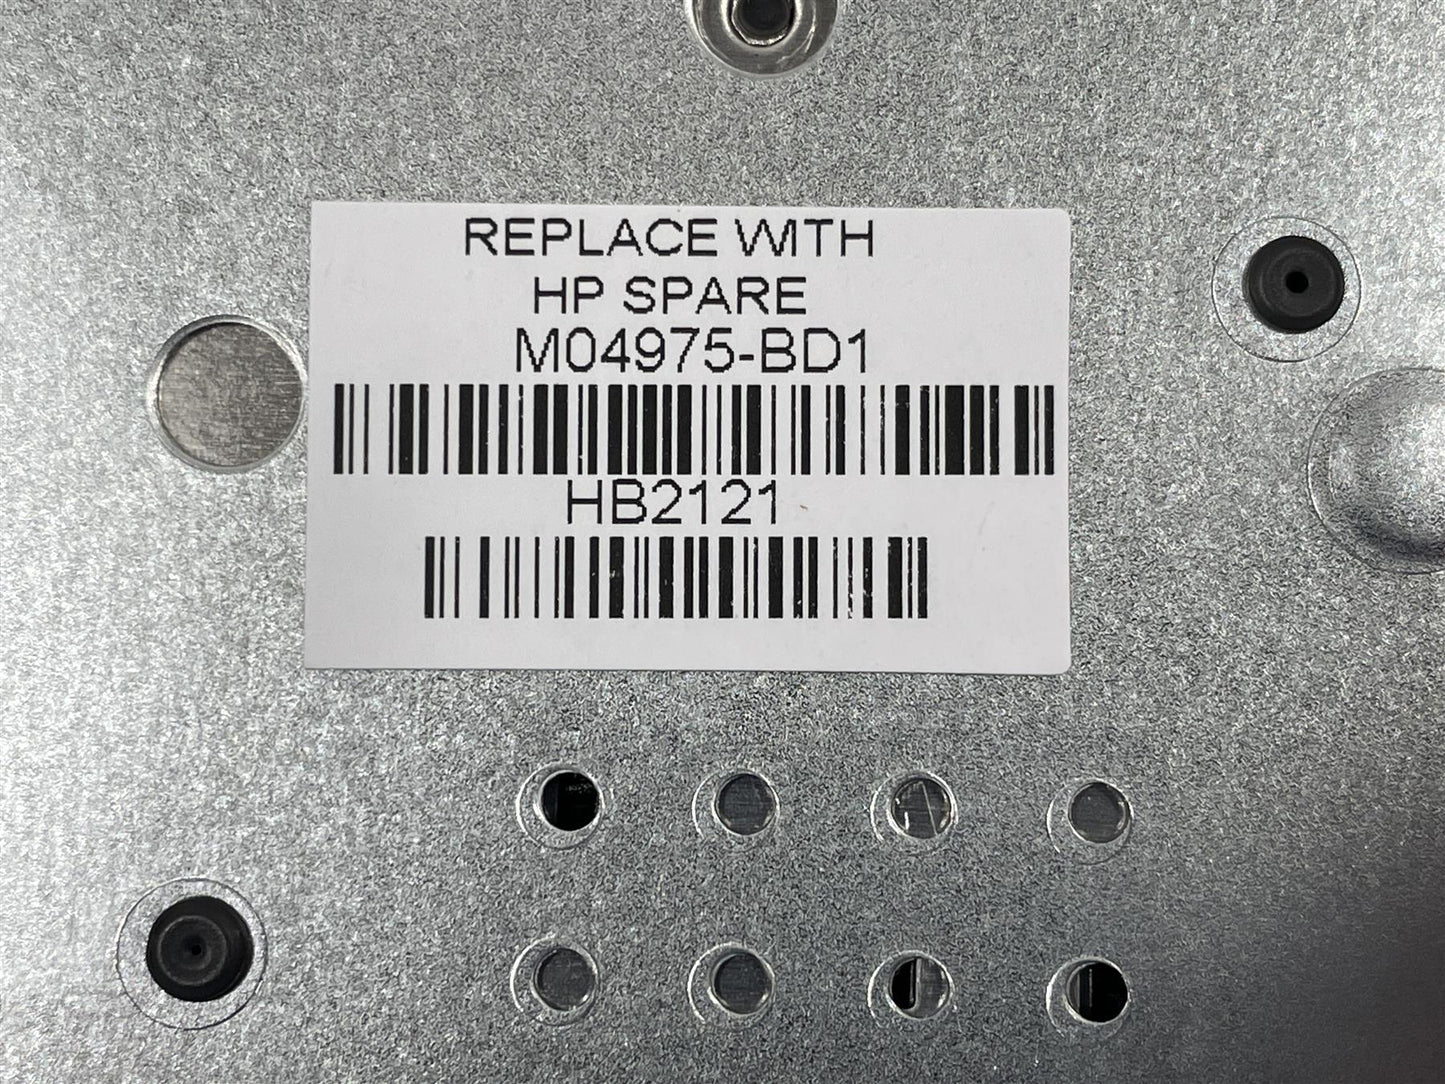 REPLACE WITH
HP SPARE
M04975-BD1
HB2121